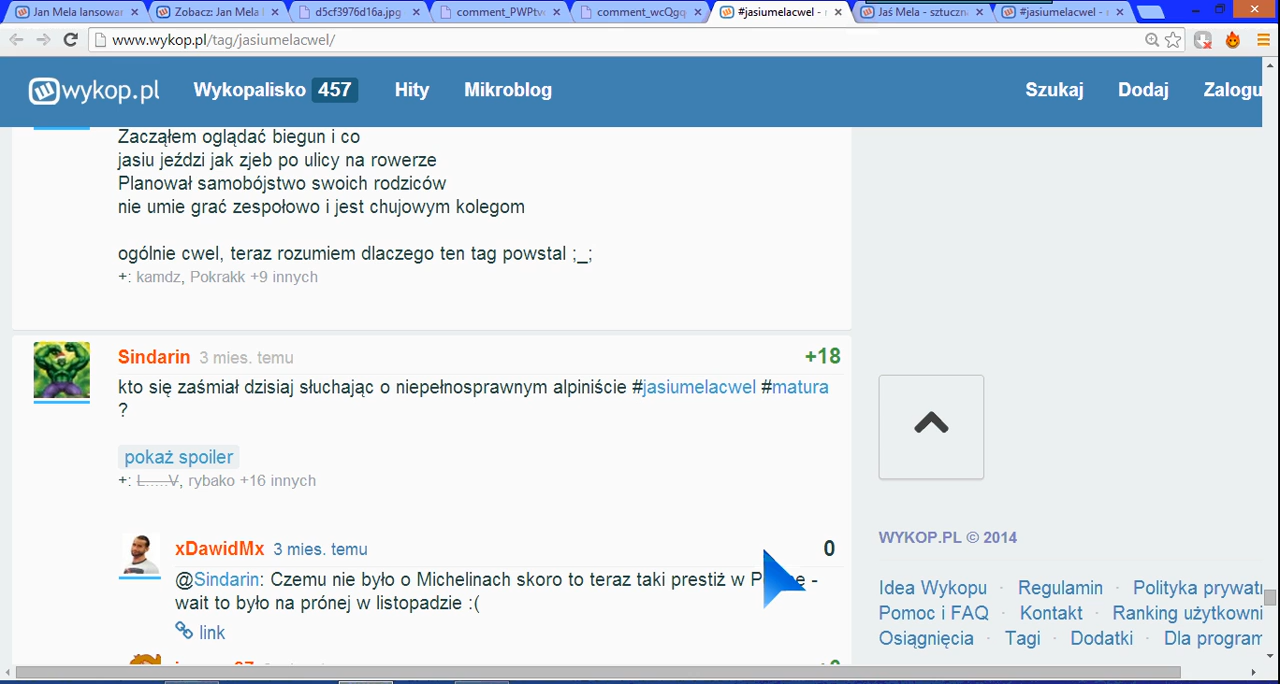 Jan Mela lansowar
Zobacz: Jan Mela
d5cf3976d16a.jpg
comment_PWPtv
comment_wcQgq
#jasiumelacwel -
Jaś Mela - sztuczn
#jasiumelacwel -
www.wykop.pl/tag/jasiumelacwel/
wykop.pl Wykopalisko 457 Hity Mikroblog Szukaj Dodaj Zalogu
Zacząłem oglądać biegun i co
jasiu jeździ jak zjeb po ulicy na rowerze
Planował samobójstwo swoich rodziców
nie umie grać zespołowo i jest chujowym kolegom
ogólnie cwel, teraz rozumiem dlaczego ten tag powstal ;_;
+: kamdz, Pokrakk +9 innych
Sindarin 3 mies. temu +18
kto się zaśmiał dzisiaj słuchając o niepełnosprawnym alpiniście #jasiumelacwel #matura
?
pokaż spoiler
+: L.....V, rybako +16 innych
xDawidMx 3 mies. temu 0
@Sindarin: Czemu nie było o Michelinach skoro to teraz taki prestiż w -
wait to było na prónej w listopadzie :(
link
WYKOP.PL © 2014
Idea Wykopu · Regulamin · Polityka prywatı
Pomoc i FAQ · Kontakt · Ranking użytkowni
Osiągnięcia · Tagi · Dodatki · Dla program